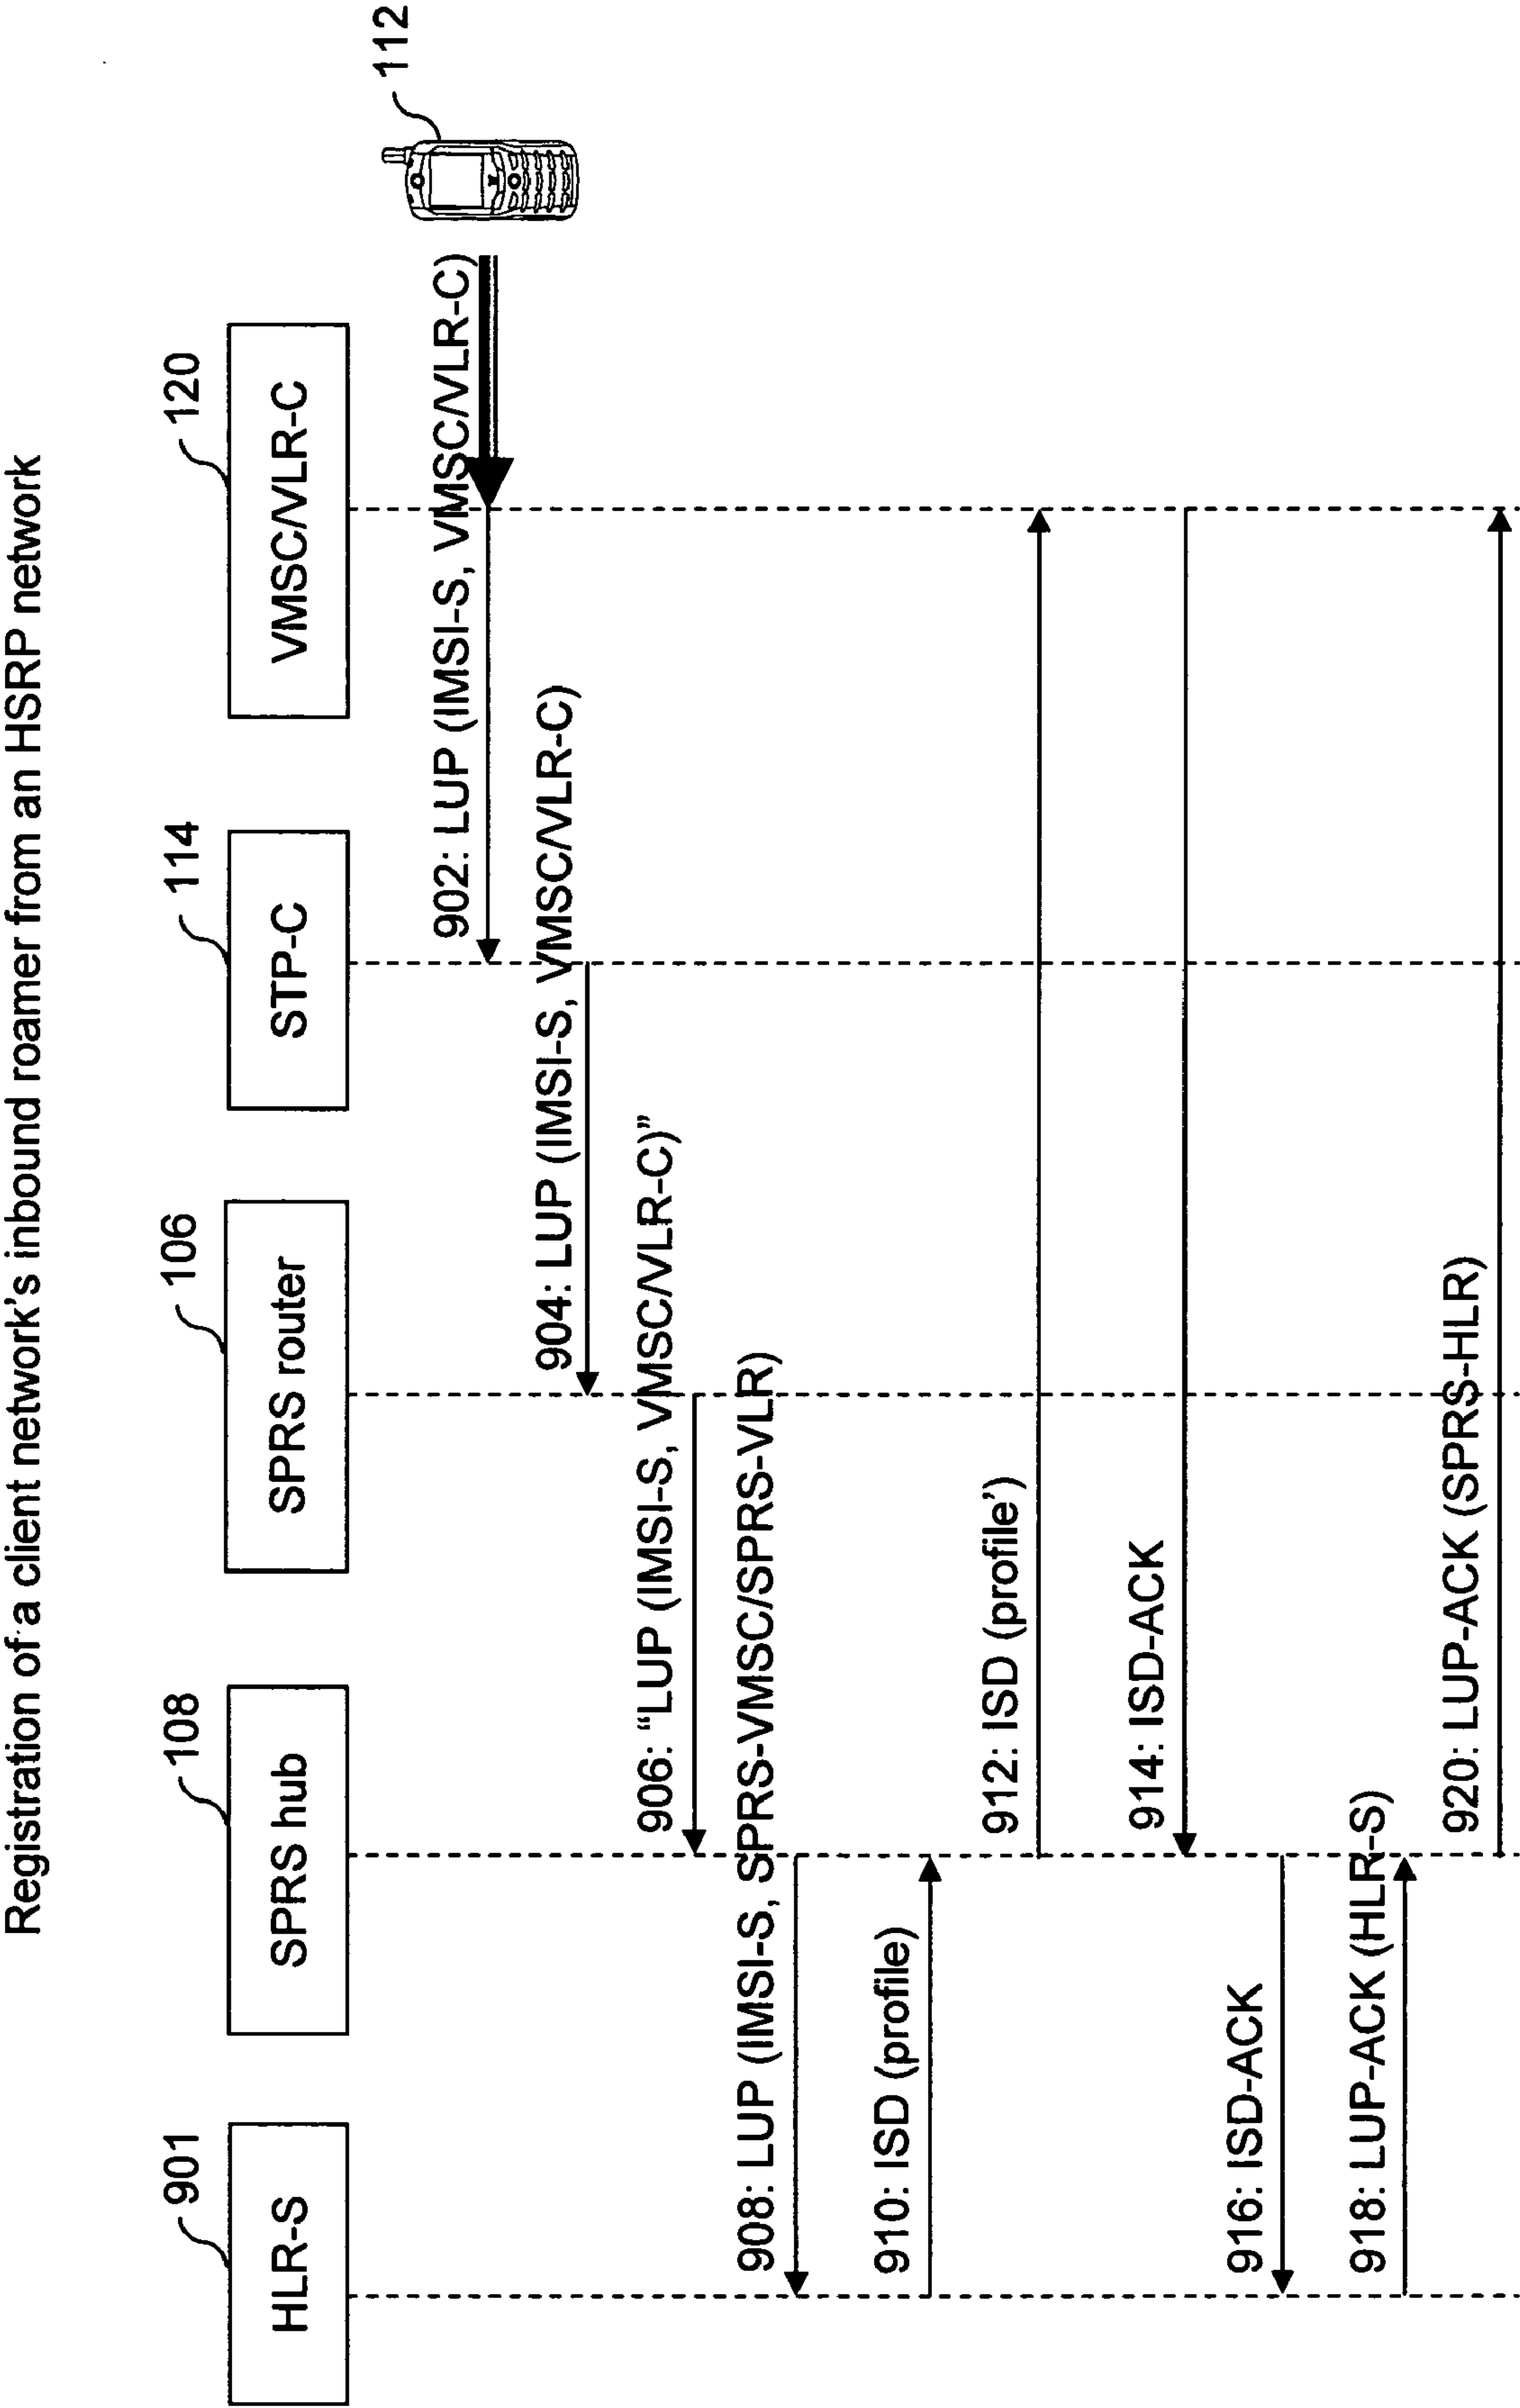 Registration of a client network's inbound roamer from an HSRP network
901
108
106
114
120
112
HLR-S
SPRS hub
SPRS router
STP-C
VMSC/VLR-C
902: LUP (IMSI-S, VMSC/VLR-C)
904: LUP (IMSI-S, VMSC/VLR-C)
906: “LUP (IMSI-S, VMSC/VLR-C)”
908: LUP (IMSI-S, SPRS-VMSC/SPRS-VLR)
910: ISD (profile)
912: ISD (profile’)
914: ISD-ACK
916: ISD-ACK
918: LUP-ACK (HLR-S)
920: LUP-ACK (SPRS-HLR)